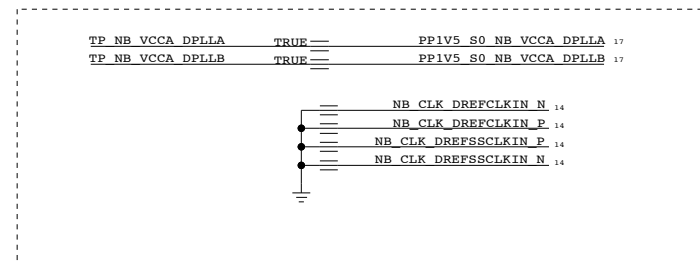 TP_NB_VCCA_DPLLA TRUE PP1V5_S0_NB_VCCA_DPLLA 17
TP_NB_VCCA_DPLLB TRUE PP1V5_S0_NB_VCCA_DPLLB 17
NB_CLK_DREFCLKIN_N 14
NB_CLK_DREFCLKIN_P 14
NB_CLK_DREFSSCLKIN_P 14
NB_CLK_DREFSSCLKIN_N 14